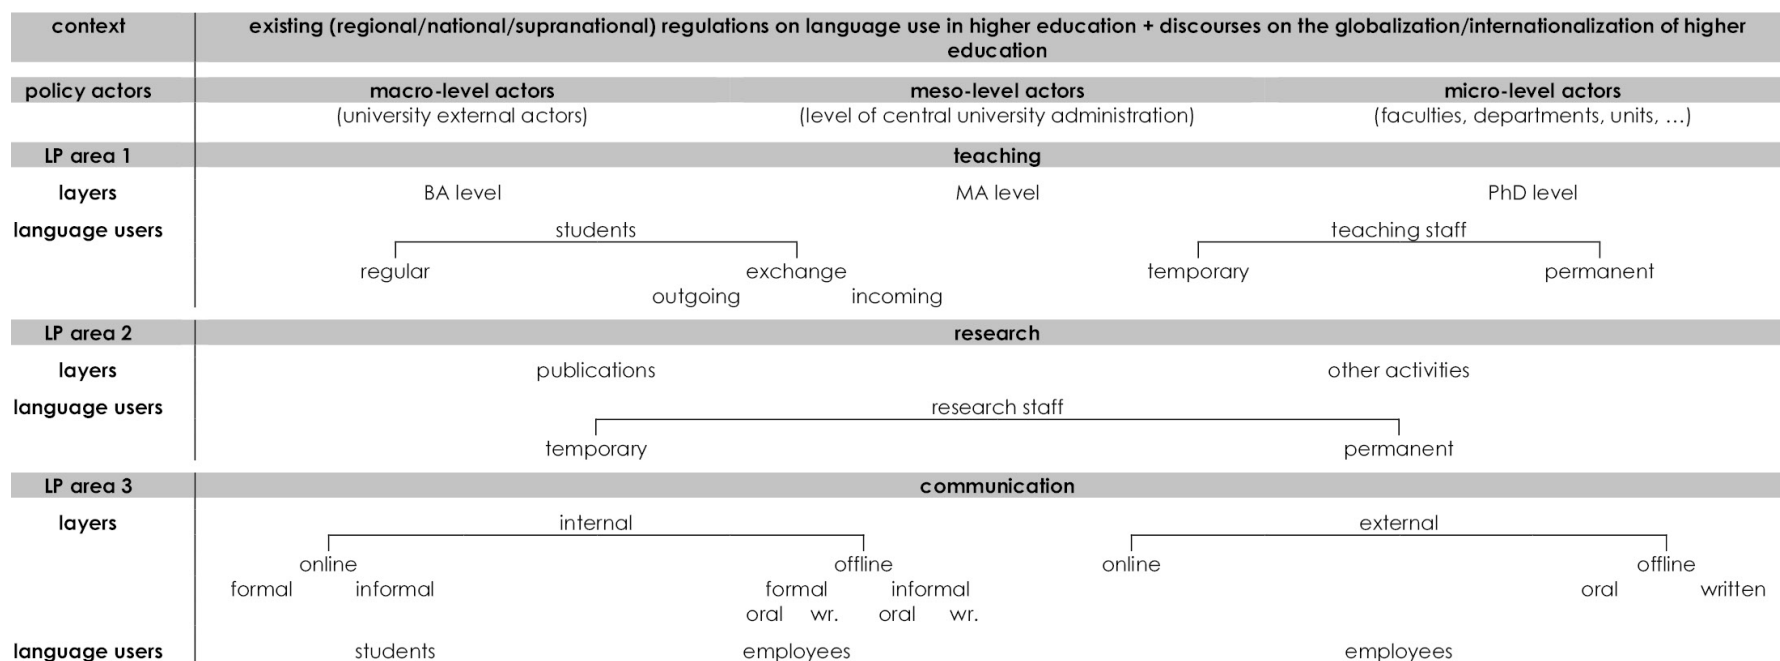 context existing (regional/national/supranational) regulations on language use in higher education + discourses on the globalization/internationalization of higher
education
policy actors macro-level actors meso-level actors micro-level actors
(university external actors) (level of central university administration) (faculties, departments, units, …)
LP area 1 teaching
layers BA level MA level PhD level
language users students teaching staff
regular exchange temporary permanent
outgoing incoming
LP area 2 research
layers publications other activities
language users research staff
temporary permanent
LP area 3 communication
layers internal external
online offline online offline
formal informal formal informal oral written
oral wr. oral wr.
language users students employees employees